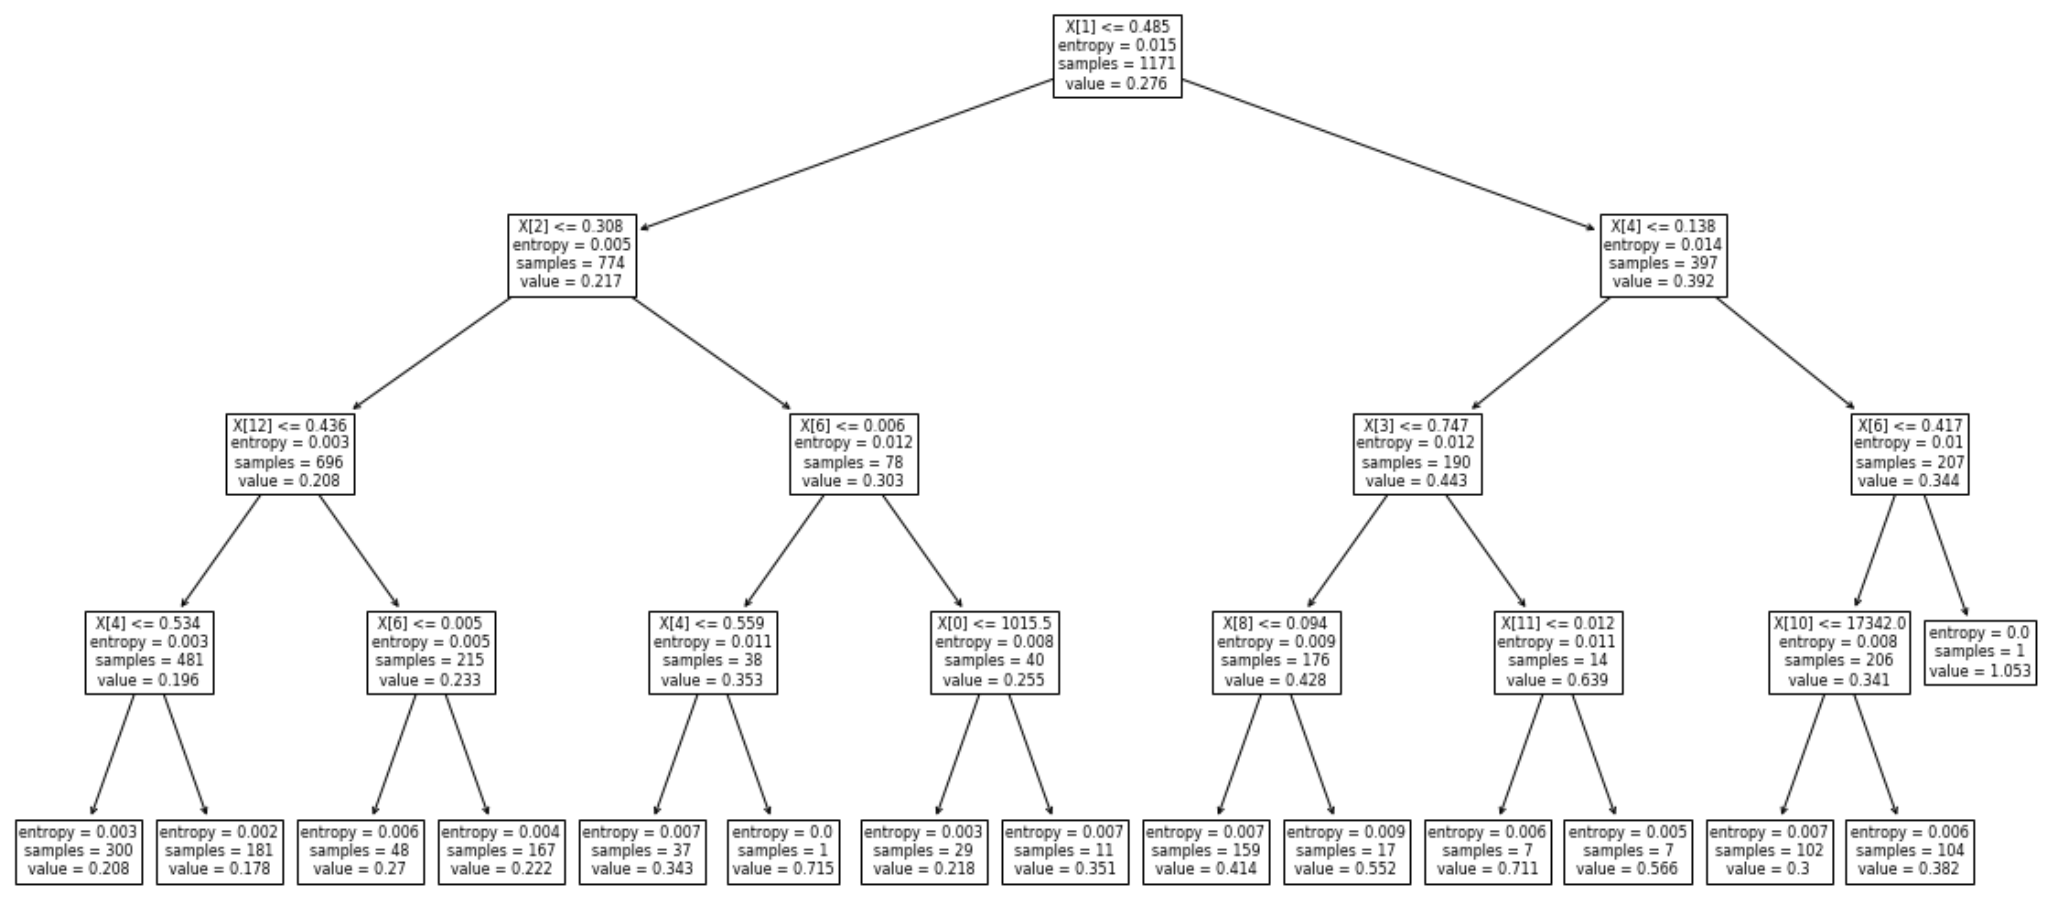 X[1] <= 0.485
entropy = 0.015
samples = 1171
value = 0.276
X[2] <= 0.308
entropy = 0.005
samples = 774
value = 0.217
X[4] <= 0.138
entropy = 0.014
samples = 397
value = 0.392
X[12] <= 0.436
entropy = 0.003
samples = 696
value = 0.208
X[6] <= 0.006
entropy = 0.012
samples = 78
value = 0.303
X[3] <= 0.747
entropy = 0.012
samples = 190
value = 0.443
X[6] <= 0.417
entropy = 0.01
samples = 207
value = 0.344
X[4] <= 0.534
entropy = 0.003
samples = 481
value = 0.196
X[6] <= 0.005
entropy = 0.005
samples = 215
value = 0.233
X[4] <= 0.559
entropy = 0.011
samples = 38
value = 0.353
X[0] <= 1015.5
entropy = 0.008
samples = 40
value = 0.255
X[8] <= 0.094
entropy = 0.009
samples = 176
value = 0.428
X[11] <= 0.012
entropy = 0.011
samples = 14
value = 0.639
X[10] <= 17342.0
entropy = 0.008
samples = 206
value = 0.341
entropy = 0.0
samples = 1
value = 1.053
entropy = 0.003
samples = 300
value = 0.208
entropy = 0.002
samples = 181
value = 0.178
entropy = 0.006
samples = 48
value = 0.27
entropy = 0.004
samples = 167
value = 0.222
entropy = 0.007
samples = 37
value = 0.343
entropy = 0.0
samples = 1
value = 0.715
entropy = 0.003
samples = 29
value = 0.218
entropy = 0.007
samples = 11
value = 0.351
entropy = 0.007
samples = 159
value = 0.414
entropy = 0.009
samples = 17
value = 0.552
entropy = 0.006
samples = 7
value = 0.711
entropy = 0.005
samples = 7
value = 0.566
entropy = 0.007
samples = 102
value = 0.3
entropy = 0.006
samples = 104
value = 0.382